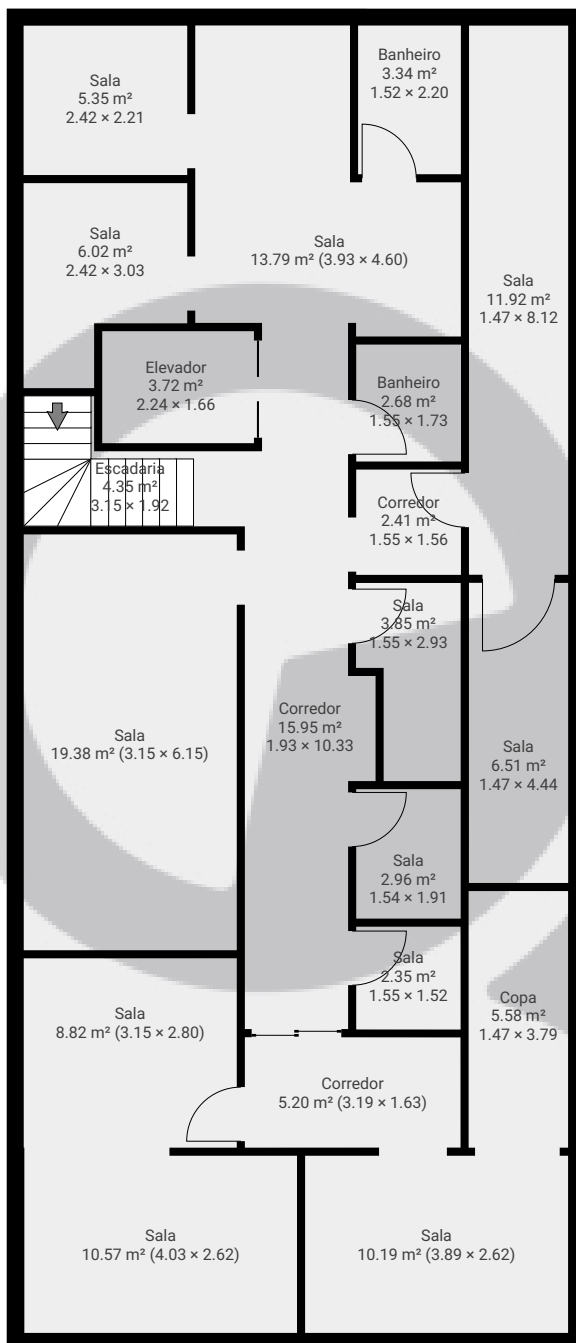 Sala
5.35 m²
2.42 × 2.21
Banheiro
3.34 m²
1.52 × 2.20
Sala
6.02 m²
2.42 × 3.03
Sala
13.79 m² (3.93 × 4.60)
Sala
11.92 m²
1.47 × 8.12
Elevador
3.72 m²
2.24 × 1.66
Banheiro
2.68 m²
1.55 × 1.73
Escadaria
4.35 m²
3.15 × 1.92
Corredor
2.41 m²
1.55 × 1.56
Sala
3.85 m²
1.55 × 2.93
Sala
19.38 m² (3.15 × 6.15)
Corredor
15.95 m²
1.93 × 10.33
Sala
6.51 m²
1.47 × 4.44
Sala
2.96 m²
1.54 × 1.91
Sala
2.35 m²
1.55 × 1.52
Sala
8.82 m² (3.15 × 2.80)
Copa
5.58 m²
1.47 × 3.79
Corredor
5.20 m² (3.19 × 1.63)
Sala
10.57 m² (4.03 × 2.62)
Sala
10.19 m² (3.89 × 2.62)